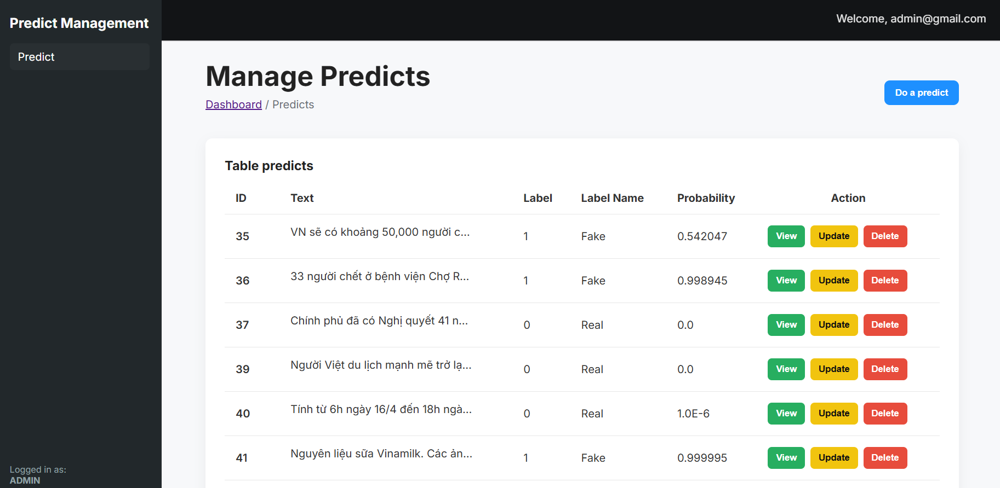 Predict Management
Predict
Welcome, admin@gmail.com
Manage Predicts
Dashboard / Predicts
Do a predict
Table predicts
ID Text Label Label Name Probability Action
35 VN sẽ có khoảng 50,000 người c... 1 Fake 0.542047 View Update Delete
36 33 người chết ở bệnh viện Chợ R... 1 Fake 0.998945 View Update Delete
37 Chính phủ đã có Nghị quyết 41 n... 0 Real 0.0 View Update Delete
39 Người Việt du lịch mạnh mẽ trở lạ... 0 Real 0.0 View Update Delete
40 Tính từ 6h ngày 16/4 đến 18h ngà... 0 Real 1.0E-6 View Update Delete
41 Nguyên liệu sữa Vinamilk. Các ản... 1 Fake 0.999995 View Update Delete
Logged in as:
ADMIN